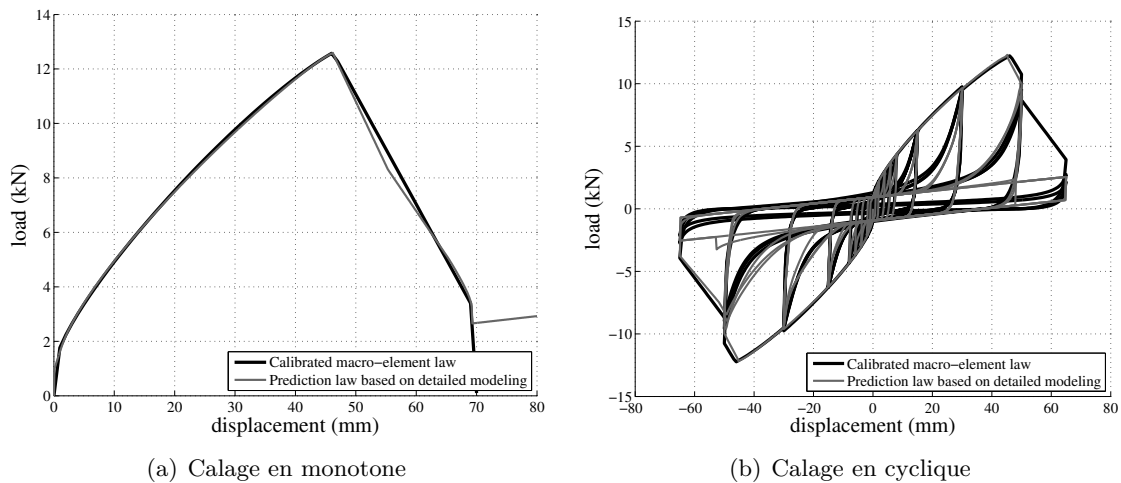 14
12
10
8
6
4
2
0
load (kN)
0 10 20 30 40 50 60 70 80
displacement (mm)
Calibrated macro−element law
Prediction law based on detailed modeling
(a) Calage en monotone
15
10
5
0
−5
−10
−15
load (kN)
−80 −60 −40 −20 0 20 40 60 80
displacement (mm)
Calibrated macro−element law
Prediction law based on detailed modeling
(b) Calage en cyclique